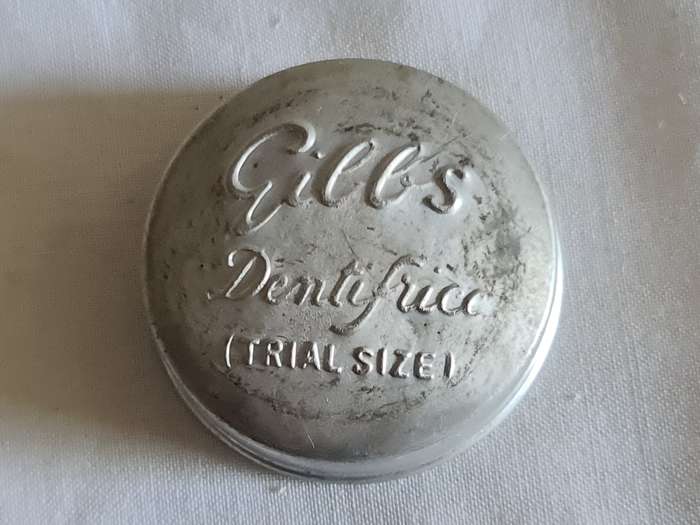 Gibbs
Dentifrice
(TRIAL SIZE)